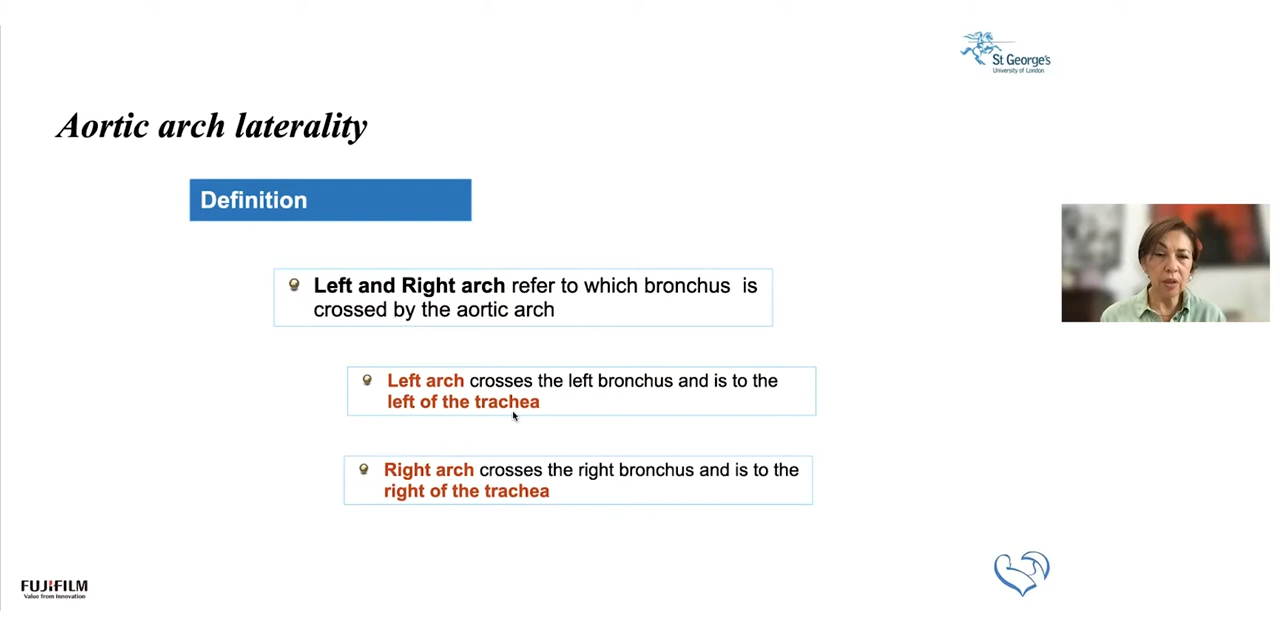 St George's
University of London
Aortic arch laterality
Definition
Left and Right arch refer to which bronchus is
crossed by the aortic arch
Left arch crosses the left bronchus and is to the
left of the trachea
Right arch crosses the right bronchus and is to the
right of the trachea
FUJIFILM
Value from Innovation